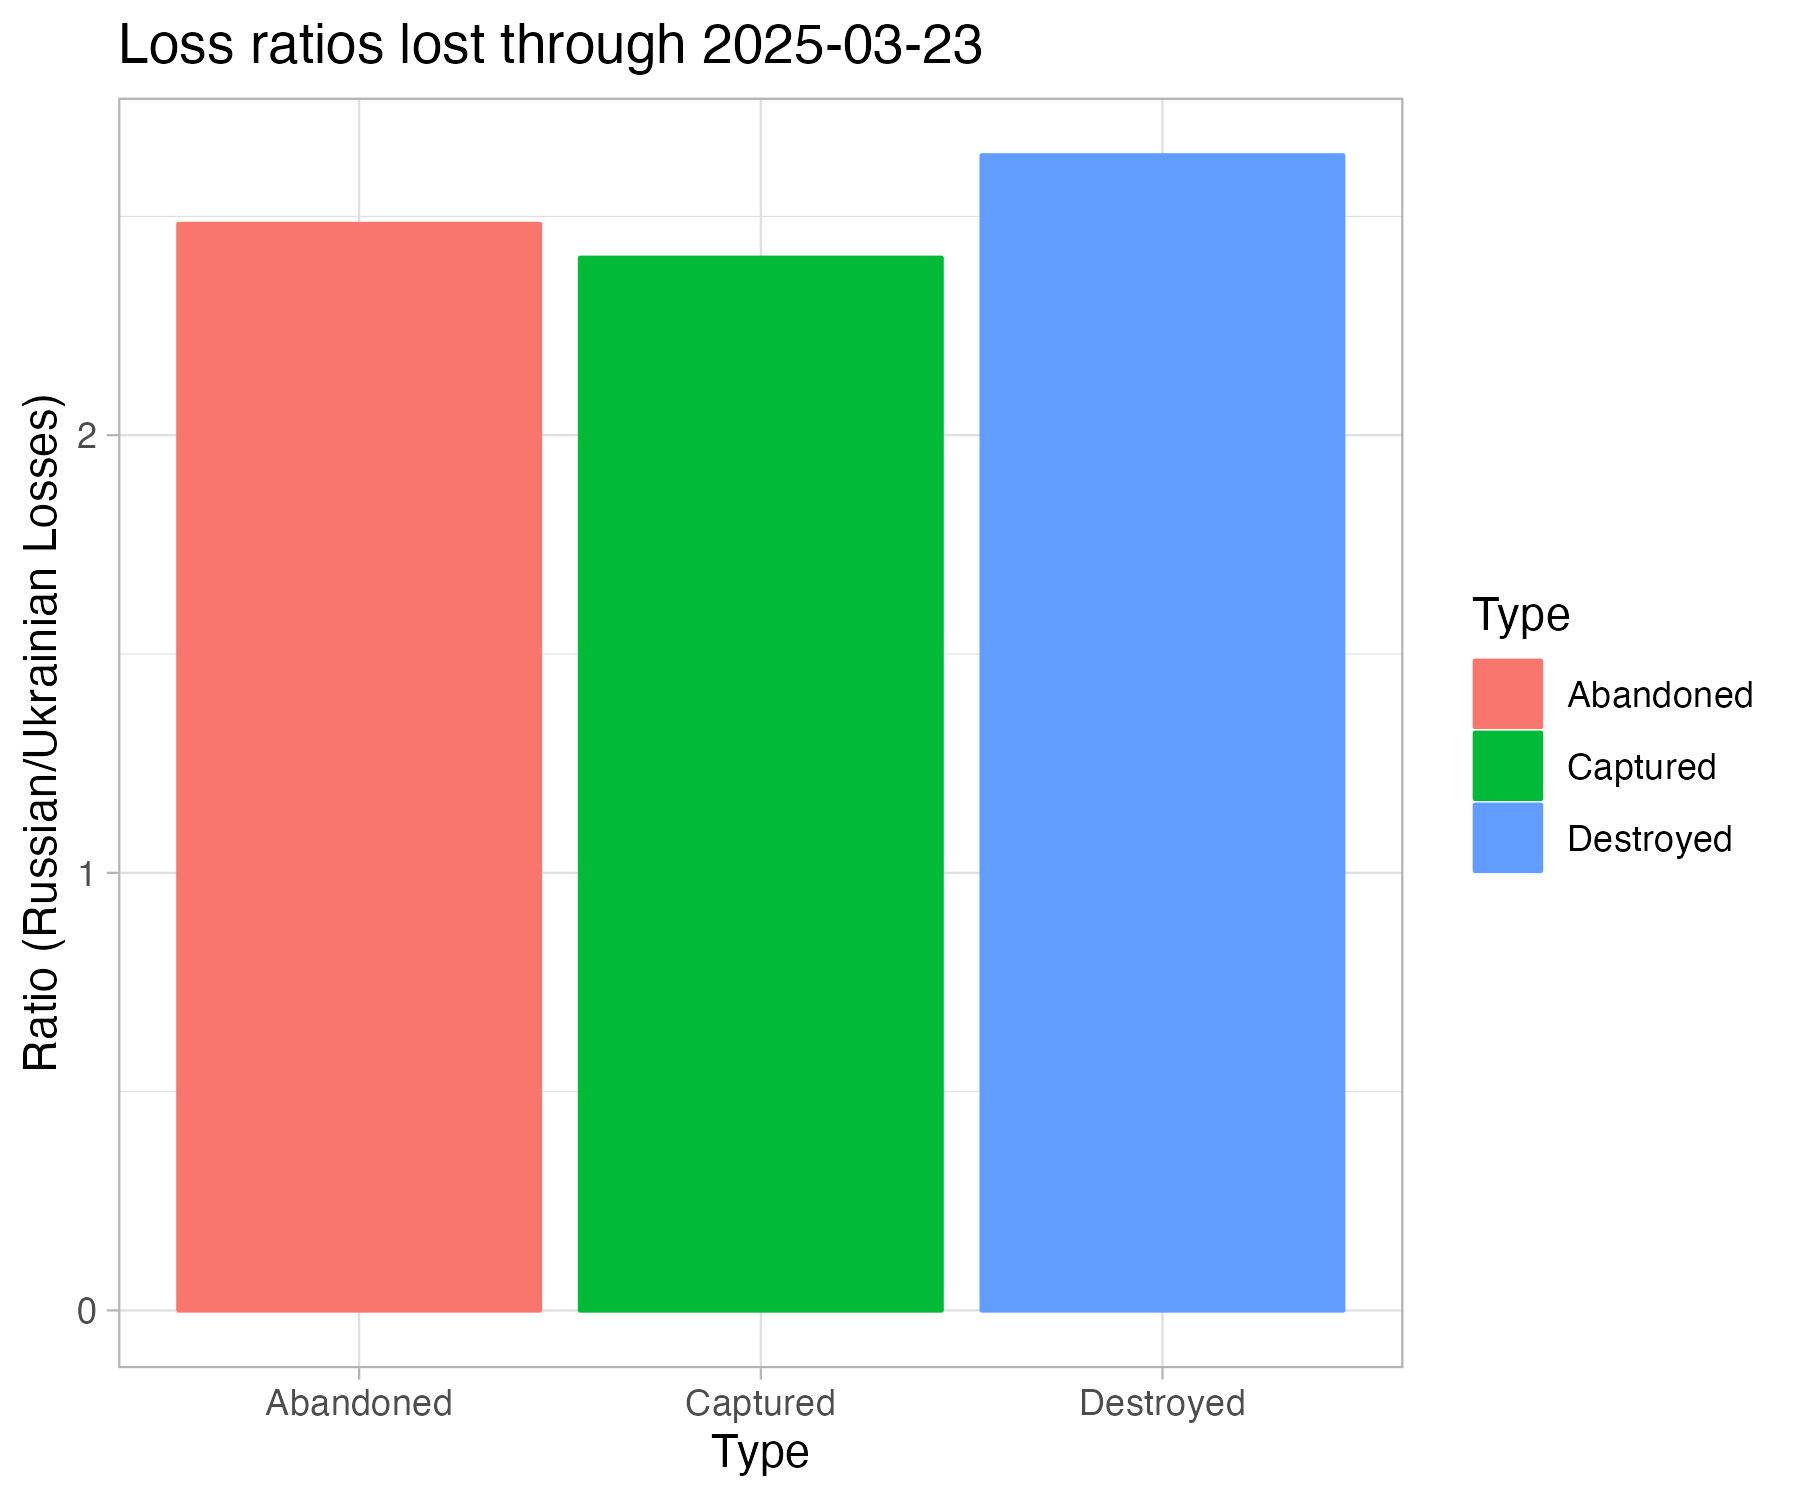 Loss ratios lost through 2025-03-23
Ratio (Russian/Ukrainian Losses)
2
1
0
Abandoned
Captured
Destroyed
Type
Type
Abandoned
Captured
Destroyed